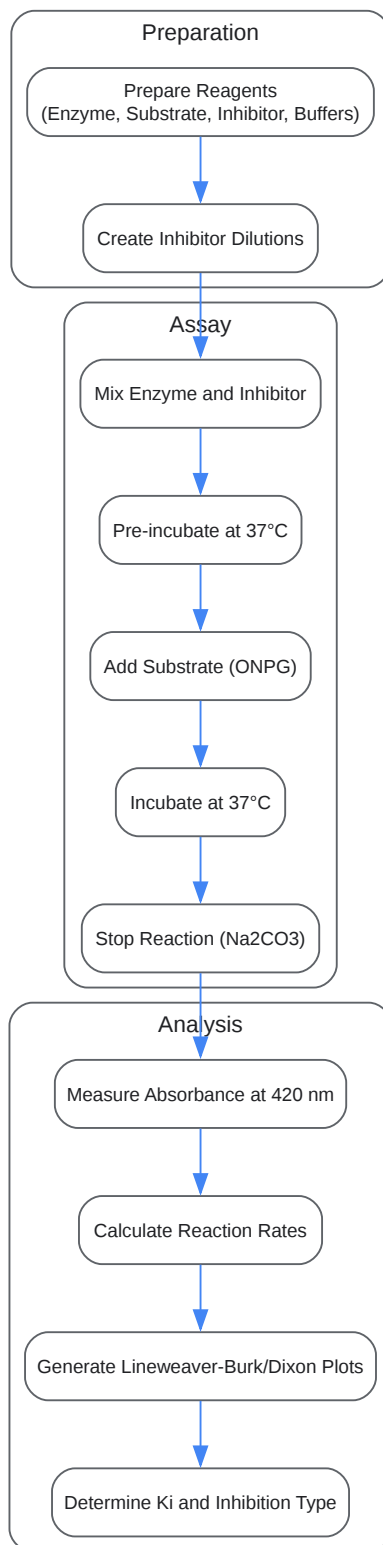 Preparation
Prepare Reagents
(Enzyme, Substrate, Inhibitor, Buffers)
Create Inhibitor Dilutions
Assay
Mix Enzyme and Inhibitor
Pre-incubate at 37°C
Add Substrate (ONPG)
Incubate at 37°C
Stop Reaction (Na2CO3)
Analysis
Measure Absorbance at 420 nm
Calculate Reaction Rates
Generate Lineweaver-Burk/Dixon Plots
Determine Ki and Inhibition Type